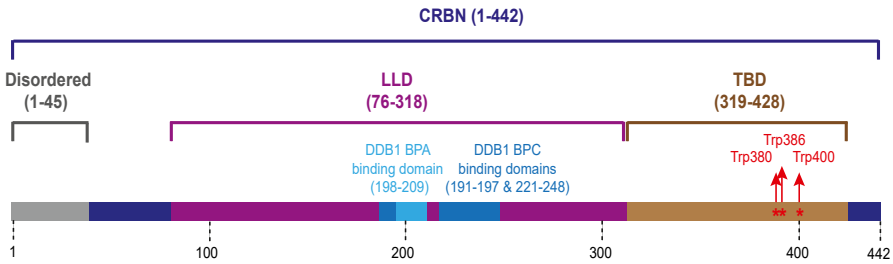 CRBN (1-442)
Disordered
(1-45)
LLD
(76-318)
TBD
(319-428)
DDB1 BPA
binding domain
(198-209)
DDB1 BPC
binding domains
(191-197 & 221-248)
Trp386
Trp380
Trp400
** *
1
100
200
300
400
442